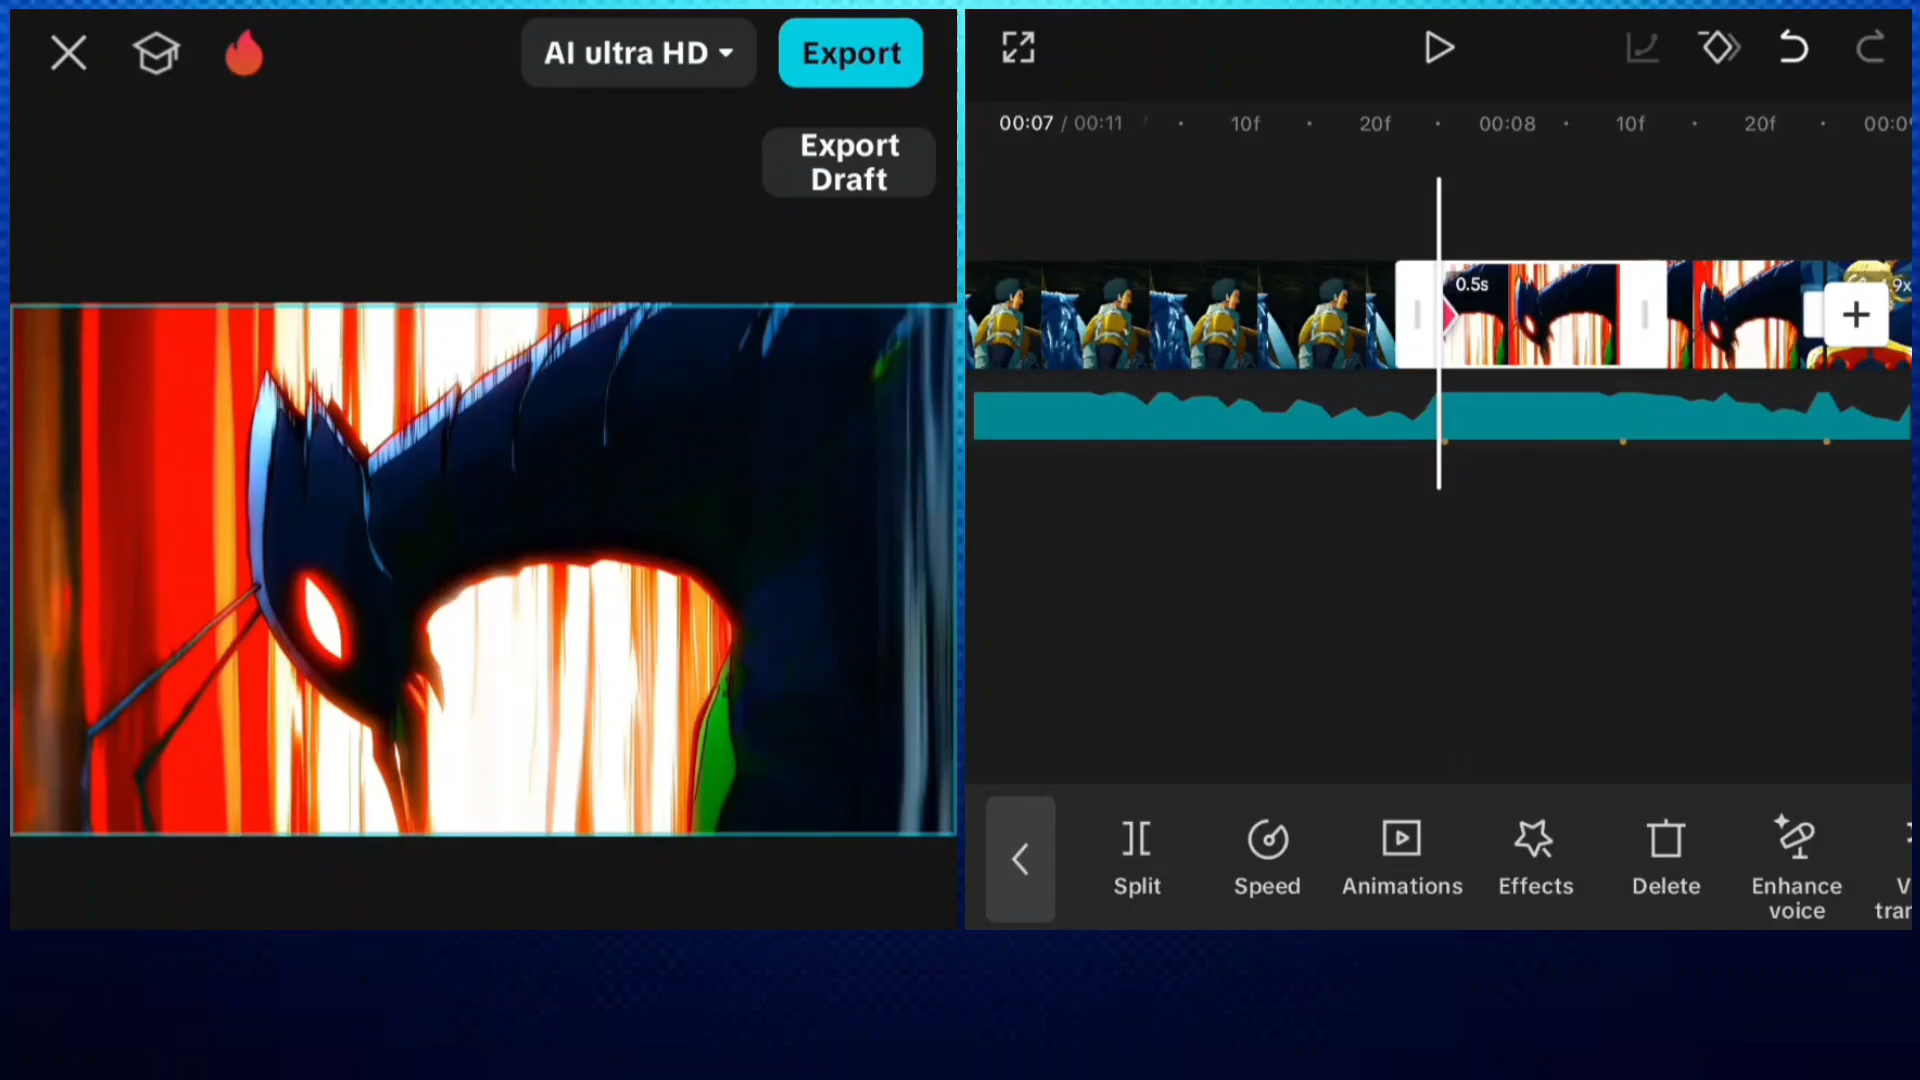 AI ultra HD
Export
Export
Draft
00:07 / 00:11
10f
20f
00:08
10f
20f
0.5s
Split
Speed
Animations
Effects
Delete
Enhance
voice